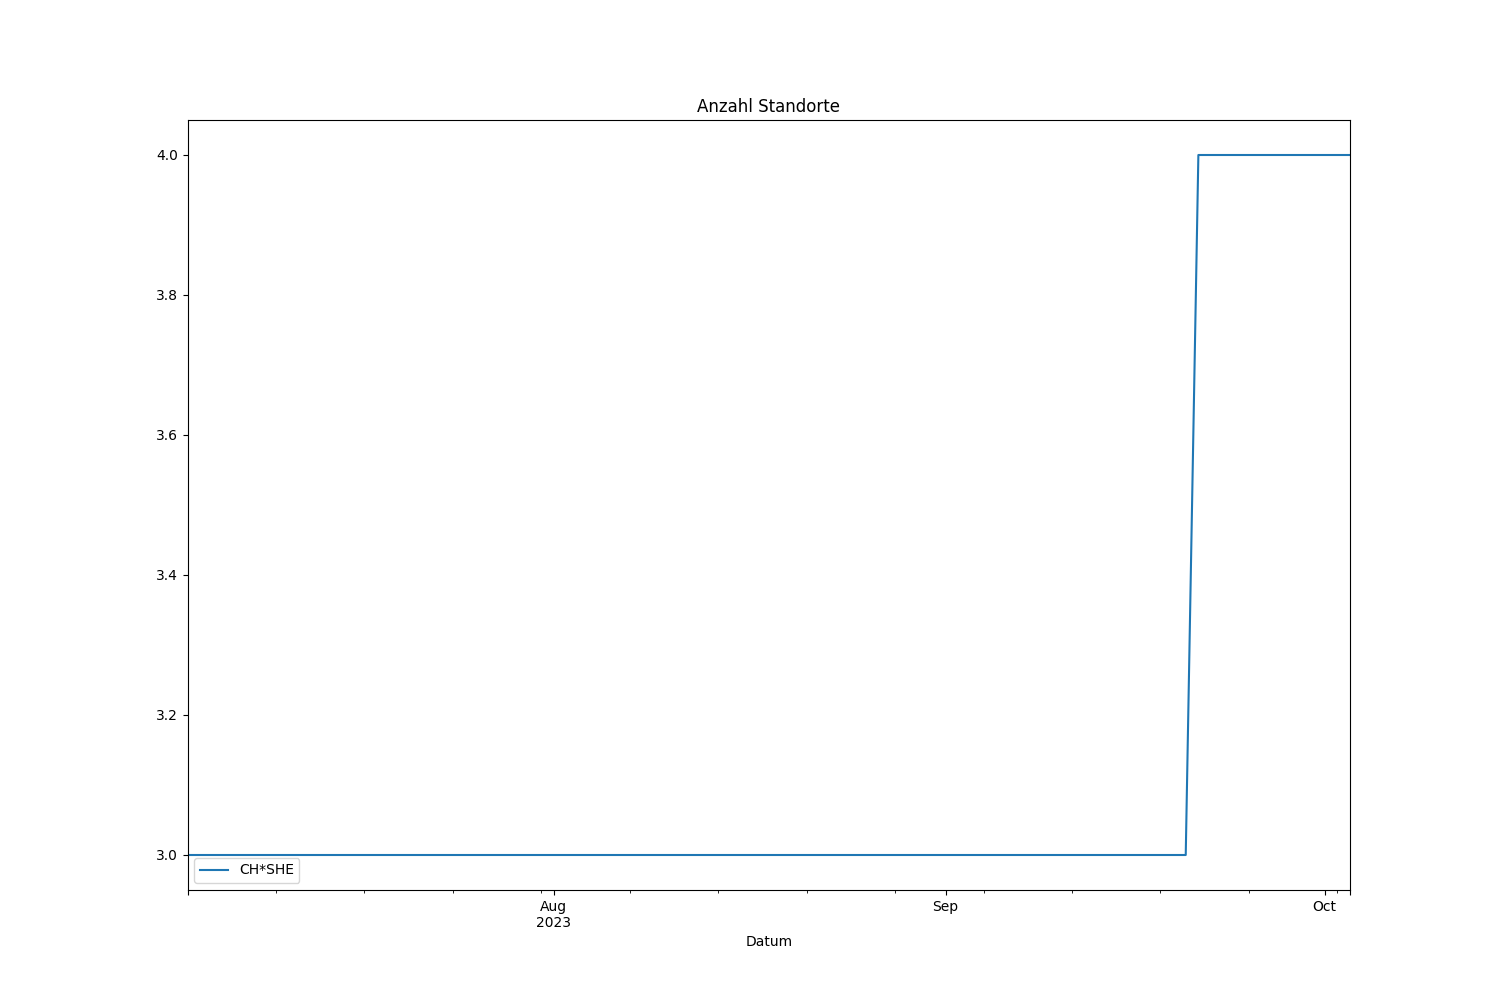 Anzahl Standorte
4.0
3.8
3.6
3.4
3.2
3.0
CH*SHE
Aug
2023
Sep
Oct
Datum